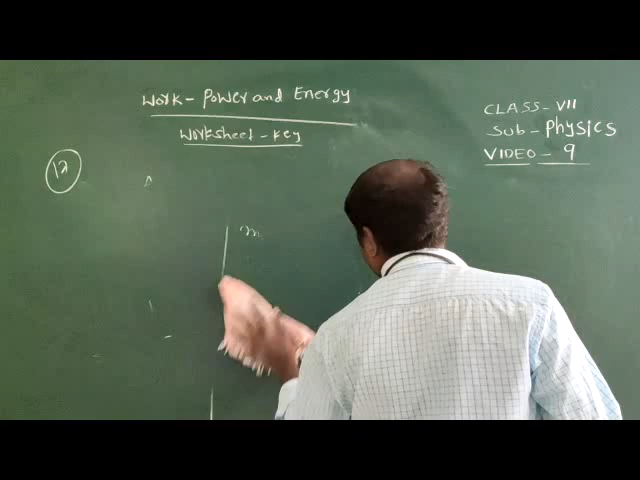 Work - Power and Energy
Worksheet - Key
CLASS - VII
Sub - Physics
VIDEO - 9
12
m